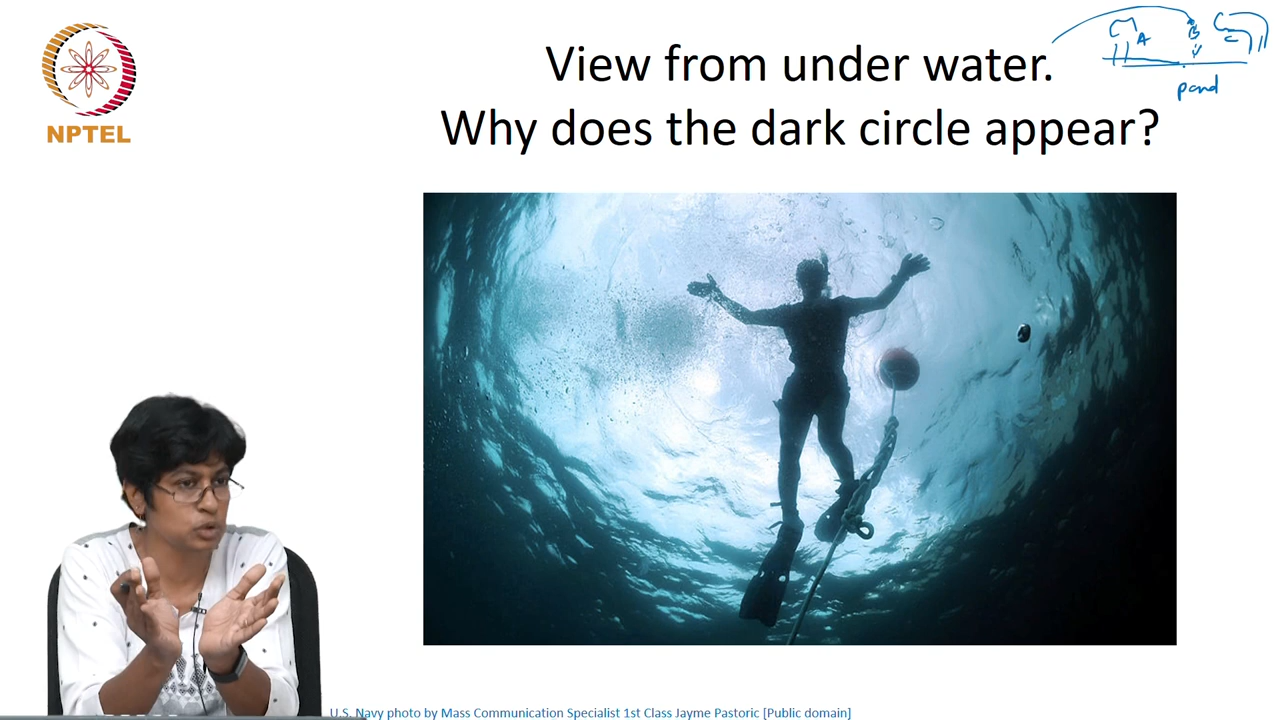 NPTEL
View from under water.
Why does the dark circle appear?
A
B
C
pond
U.S. Navy photo by Mass Communication Specialist 1st Class Jayme Pastoric [Public domain]